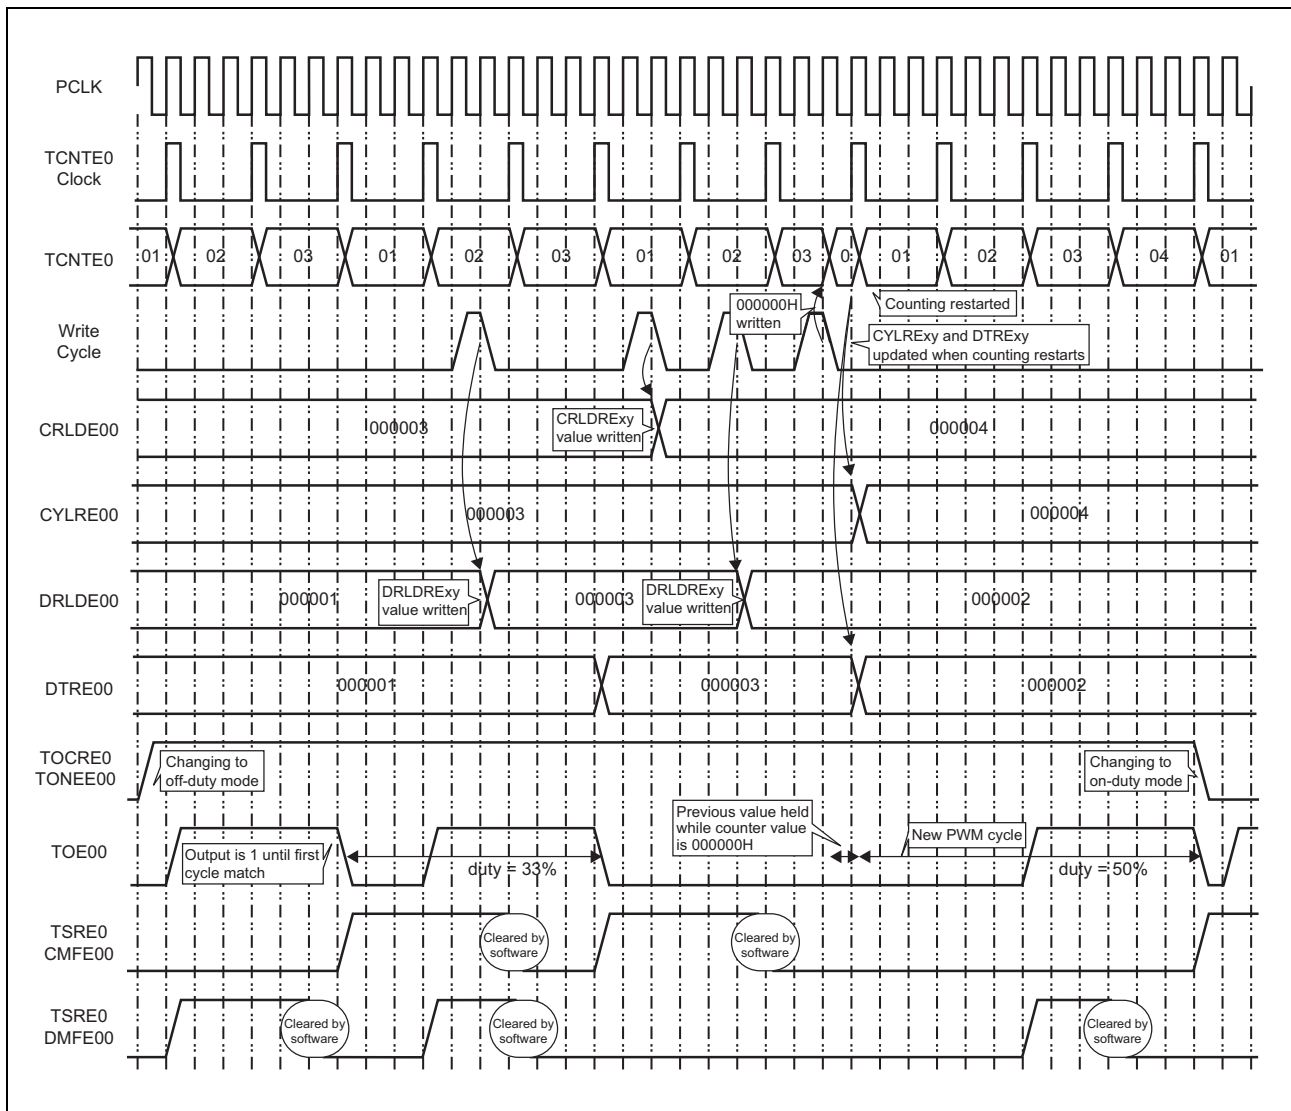 PCLK
TCNTE0
Clock
TCNTE0
01
02
03
01
02
03
01
02
03
0
01
02
03
04
01
000000H
written
Counting restarted
Write
Cycle
CYLRExy and DTRExy
updated when counting restarts
CRLDE00
000003
CRLDRExy
value written
000004
CYLRE00
000003
000004
DRLDE00
000001
DRLDRExy
value written
000003
DRLDRExy
value written
000002
DTRE00
000001
000003
000002
TOCRE0
TONEE00
Changing to
off-duty mode
Changing to
on-duty mode
TOE00
Output is 1 until first
cycle match
duty = 33%
Previous value held
while counter value
is 000000H
New PWM cycle
duty = 50%
TSRE0
CMFE00
Cleared by
software
Cleared by
software
TSRE0
DMFE00
Cleared by
software
Cleared by
software
Cleared by
software